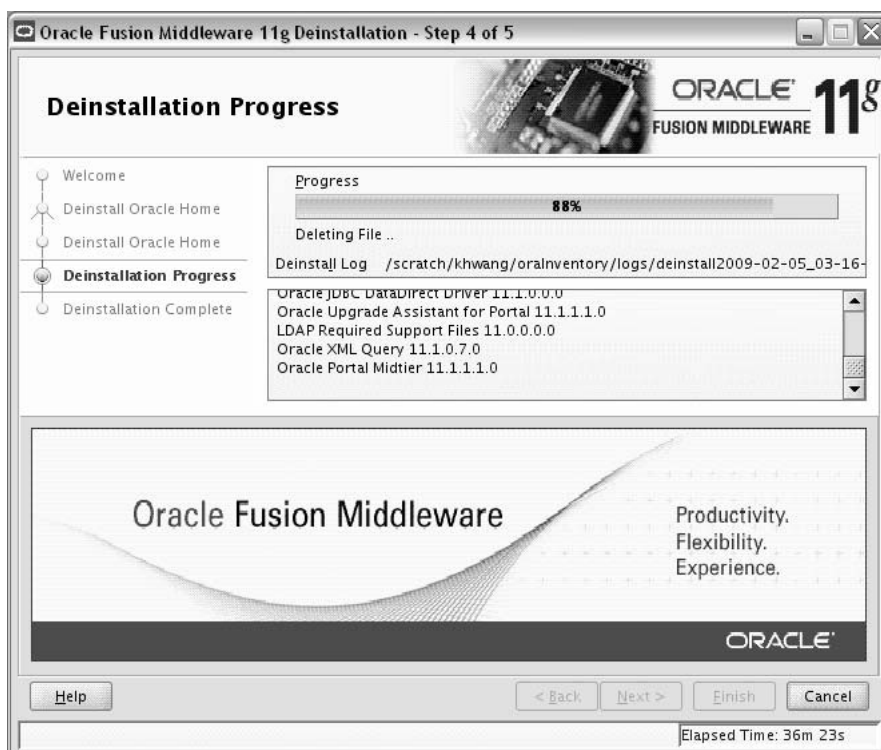 Oracle Fusion Middleware 11g Deinstallation - Step 4 of 5
Deinstallation Progress
ORACLE
FUSION MIDDLEWARE
11g
Welcome
Deinstall Oracle Home
Deinstall Oracle Home
Deinstallation Progress
Deinstallation Complete
Progress
88%
Deleting File ..
Deinstall Log /scratch/khwang/oraInventory/logs/deinstall2009-02-05_03-16-
Oracle JDBC DataDirect Driver 11.1.0.0.0
Oracle Upgrade Assistant for Portal 11.1.1.1.0
LDAP Required Support Files 11.0.0.0.0
Oracle XML Query 11.1.0.7.0
Oracle Portal Midtier 11.1.1.1.0
Oracle Fusion Middleware
Productivity.
Flexibility.
Experience.
ORACLE
Help
< Back
Next >
Finish
Cancel
Elapsed Time: 36m 23s